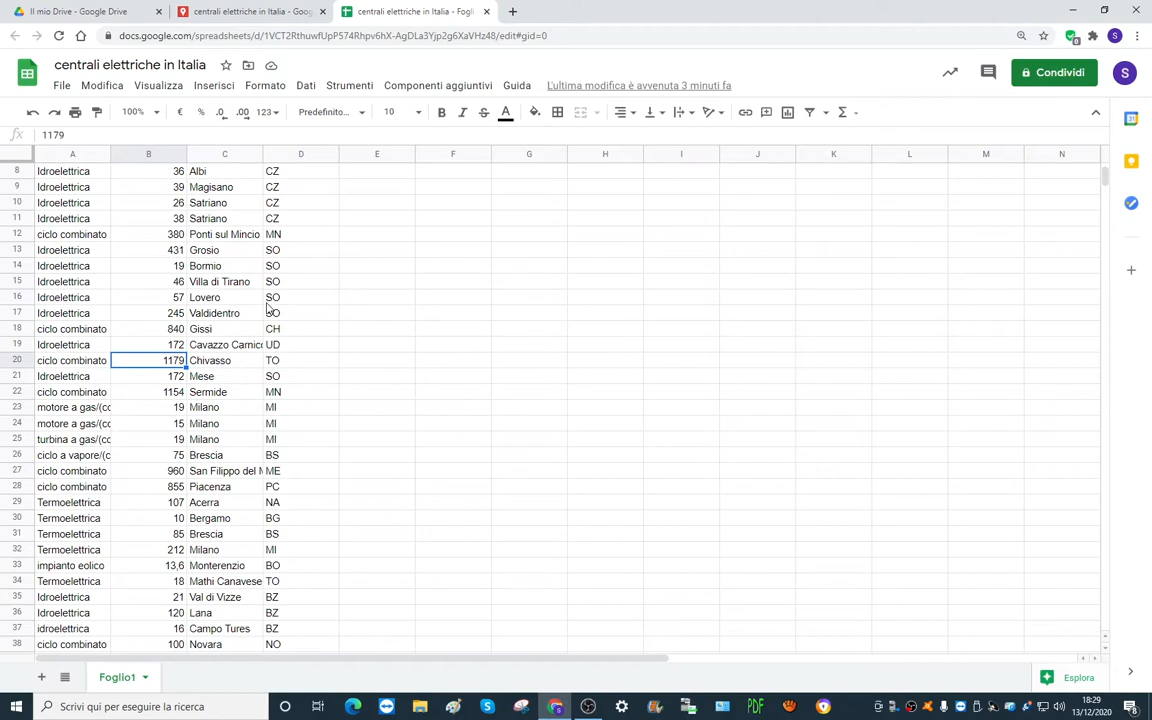 Il mio Drive - Google Drive
centrali elettriche in Italia - Goog
centrali elettriche in Italia - Fogli
docs.google.com/spreadsheets/d/1VCT2RthuwfUpP574Rhpv6hX-AgDLa3Yjp2g6XaVHz48/edit#gid=0
S
centrali elettriche in Italia
Condividi
S
File Modifica Visualizza Inserisci Formato Dati Strumenti Componenti aggiuntivi Guida L'ultima modifica è avvenuta 3 minuti fa
100% € % .0 .00 123 Predefinito... 10 B I S A
fx 1179
A B C D E F G H I J K L M N
8 Idroelettrica 36 Albi CZ
9 Idroelettrica 39 Magisano CZ
10 Idroelettrica 26 Satriano CZ
11 Idroelettrica 38 Satriano CZ
12 ciclo combinato 380 Ponti sul Mincio MN
13 Idroelettrica 431 Grosio SO
14 Idroelettrica 19 Bormio SO
15 Idroelettrica 46 Villa di Tirano SO
16 Idroelettrica 57 Lovero SO
17 Idroelettrica 245 Valdidentro SO
18 ciclo combinato 840 Gissi CH
19 Idroelettrica 172 Cavazzo Carnico UD
20 ciclo combinato 1179 Chivasso TO
21 Idroelettrica 172 Mese SO
22 ciclo combinato 1154 Sermide MN
23 motore a gas/(co 19 Milano MI
24 motore a gas/(co 15 Milano MI
25 turbina a gas/(co 19 Milano MI
26 ciclo a vapore/(c 75 Brescia BS
27 ciclo combinato 960 San Filippo del M ME
28 ciclo combinato 855 Piacenza PC
29 Termoelettrica 107 Acerra NA
30 Termoelettrica 10 Bergamo BG
31 Termoelettrica 85 Brescia BS
32 Termoelettrica 212 Milano MI
33 impianto eolico 13,6 Monterenzio BO
34 Termoelettrica 18 Mathi Canavese TO
35 Idroelettrica 21 Val di Vizze BZ
36 Idroelettrica 120 Lana BZ
37 idroelettrica 16 Campo Tures BZ
38 ciclo combinato 100 Novara NO
Foglio1
Esplora
Scrivi qui per eseguire la ricerca
PDF
18:29
13/12/2020